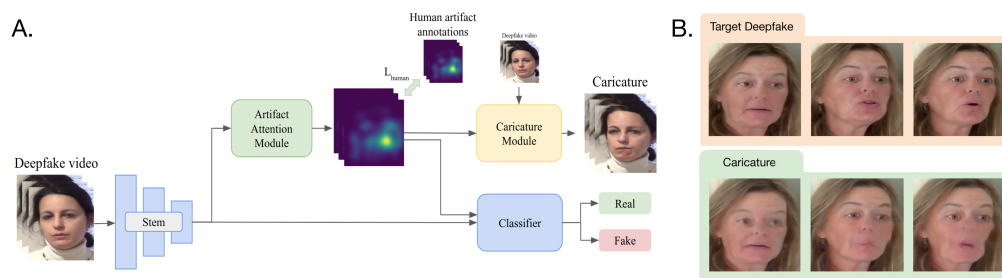 A.
Human artifact
annotations
L human
Deepfake video
Caricature
Artifact
Attention
Module
Caricature
Module
Deepfake video
Stem
Classifier
Real
Fake
B.
Target Deepfake
Caricature